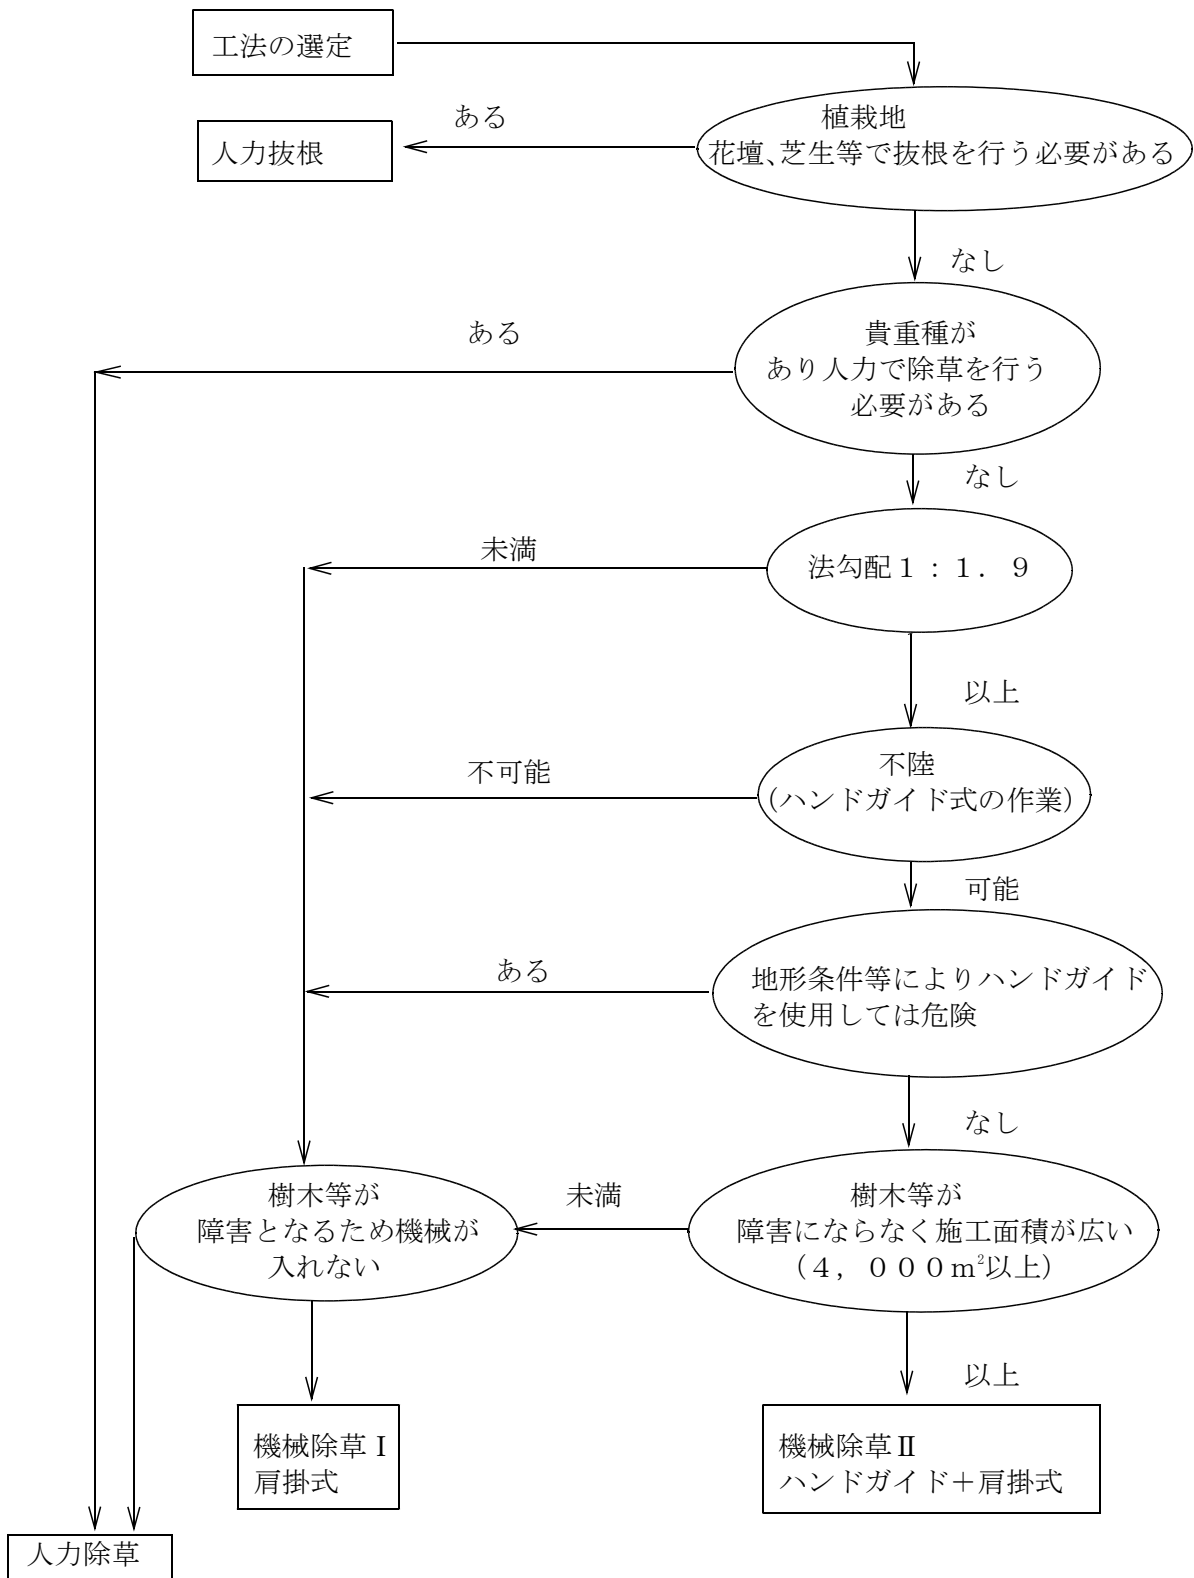 工法の選定
植栽地
花壇、芝生等で抜根を行う必要がある
ある
人力抜根
なし
貴重種が
あり人力で除草を行う
必要がある
ある
なし
法勾配１：１．９
未満
以上
不陸
(ハンドガイド式の作業)
不可能
可能
地形条件等によりハンドガイド
を使用しては危険
ある
なし
樹木等が
障害にならなく施工面積が広い
(４，０００m²以上)
未満
樹木等が
障害となるため機械が
入れない
以上
機械除草Ⅰ
肩掛式
機械除草Ⅱ
ハンドガイド＋肩掛式
人力除草